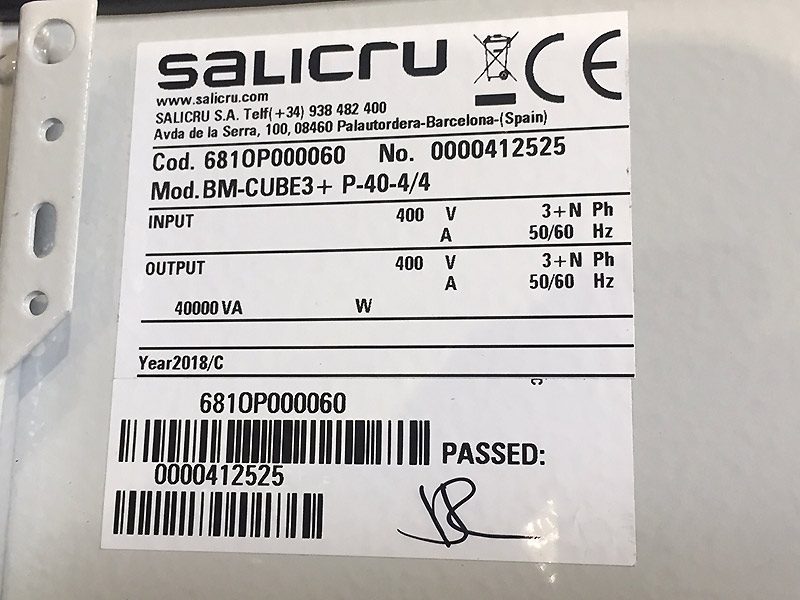 SALICRU
CE
www.salicru.com
SALICRU S.A. Telf(+34) 938 482 400
Avda de la Serra, 100, 08460 Palautordera-Barcelona-(Spain)
Cod. 681OP000060 No. 0000412525
Mod. BM-CUBE3+ P-40-4/4
INPUT 400 V 3+N Ph
A 50/60 Hz
OUTPUT 400 V 3+N Ph
A 50/60 Hz
40000 VA W
Year2018/C
681OP000060
PASSED:
0000412525